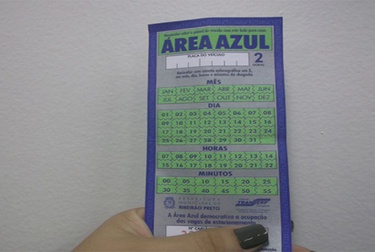 ÁREA AZUL
PLACA DO VEÍCULO
2
MÊS
JAN FEV MAR ABR MAI JUN
JUL AGO SET OUT NOV DEZ
DIA
01 02 03 04 05 06 07 08
09 10 11 12 13 14 15 16
17 18 19 20 21 22 23 24
25 26 27 28 29 30 31
HORAS
07 08 09 10 11 12 13 14
15 16 17 18 19 20 21 22
MINUTOS
00 05 10 15 20 25
30 35 40 45 50 55
RIBEIRÃO PRETO
A Área Azul democratiza a ocupação
das vagas de estacionamento